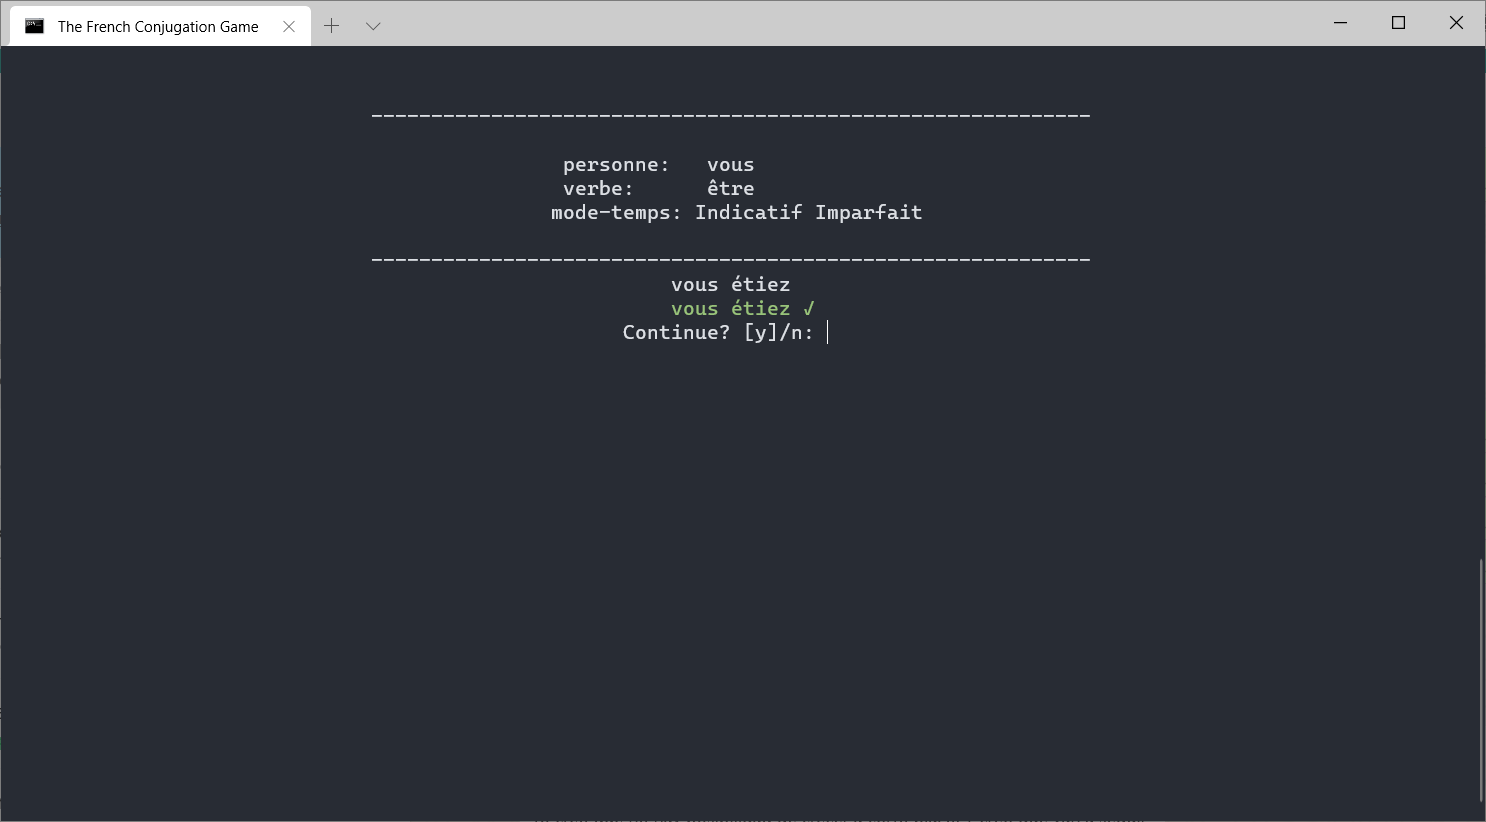 The French Conjugation Game
------------------------------------------------------------
personne: vous
verbe: être
mode-temps: Indicatif Imparfait
------------------------------------------------------------
vous étiez
vous étiez √
Continue? [y]/n: